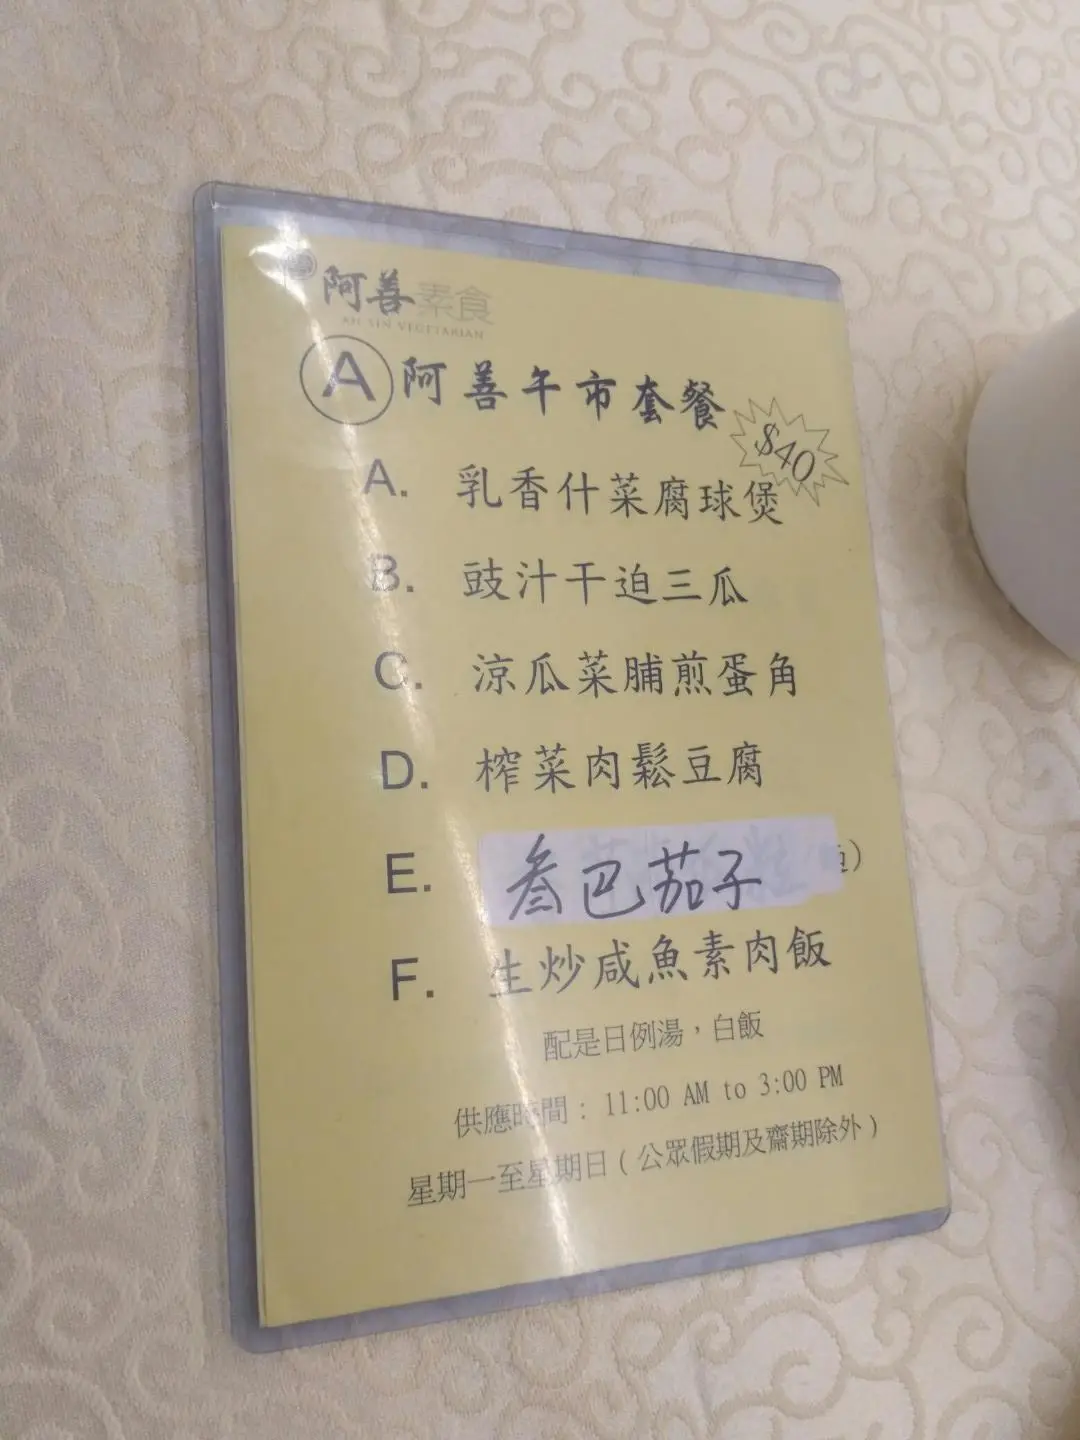 阿善素食
AH SIN VEGETARIAN
A 阿善午市套餐
$40
A. 乳香什菜腐球煲
B. 豉汁干迫三瓜
C. 涼瓜菜脯煎蛋角
D. 榨菜肉鬆豆腐
E. 叁巴茄子
F. 生炒咸魚素肉飯
配是日例湯，白飯
供應時間： 11:00 AM to 3:00 PM
星期一至星期日（公眾假期及齋期除外）